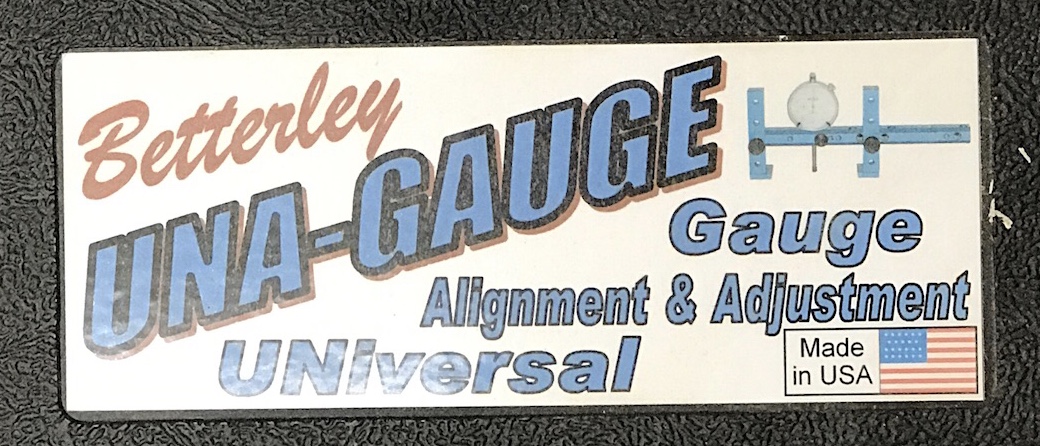 Betterley
UNA-GAUGE
Gauge
Alignment & Adjustment
UNiversal
Made
in USA